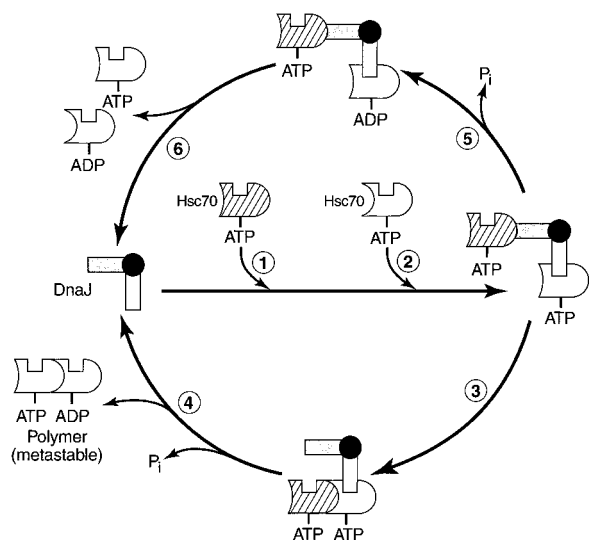 ATP
ADP
Pi
ATP
ADP
5
6
Hsc70
ATP
Hsc70
ATP
1
2
ATP
ATP
DnaJ
3
4
ATP ADP
Polymer
(metastable)
Pi
ATP ATP